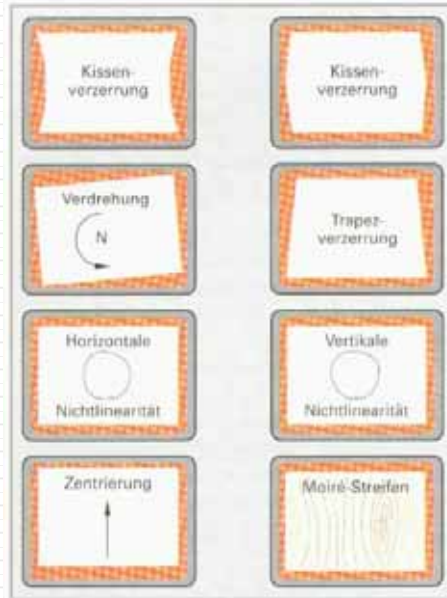 Kissen-
verzerrung
Kissen-
verzerrung
Verdrehung
N
Trapez-
verzerrung
Horizontale
Nichtlinearität
Vertikale
Nichtlinearität
Zentrierung
Moiré-Streifen